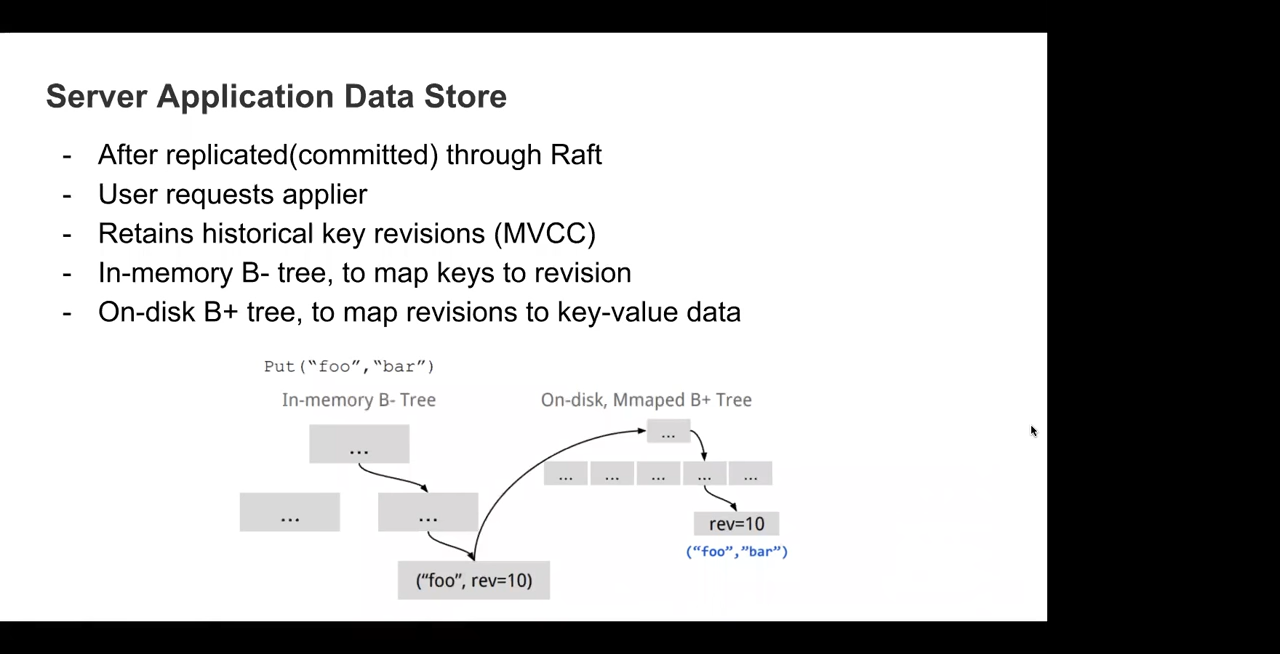 Server Application Data Store
- After replicated(committed) through Raft
- User requests applier
- Retains historical key revisions (MVCC)
- In-memory B- tree, to map keys to revision
- On-disk B+ tree, to map revisions to key-value data
Put(“foo”,“bar”)
In-memory B- Tree
On-disk, Mmaped B+ Tree
...
...
...
(“foo”, rev=10)
...
... ... ... ... ...
rev=10
(“foo”,”bar”)